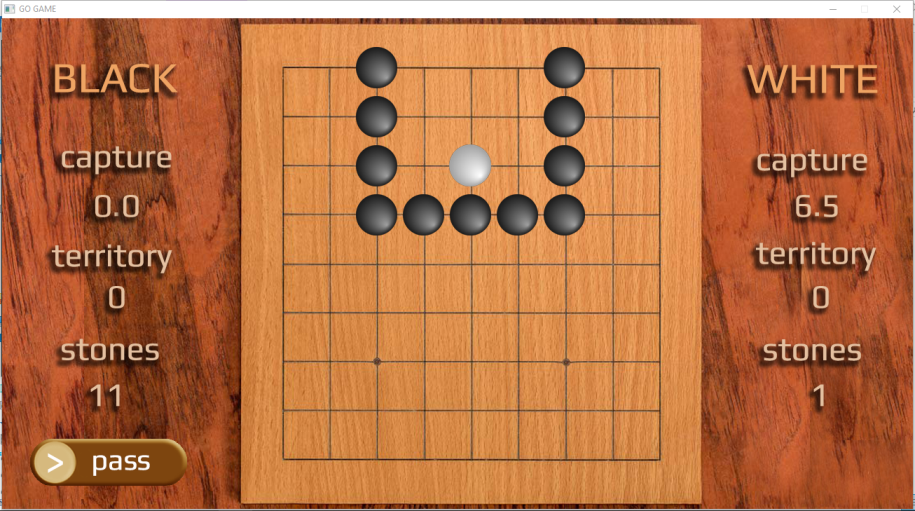 GO GAME
BLACK
capture
0.0
territory
0
stones
11
> pass
WHITE
capture
6.5
territory
0
stones
1